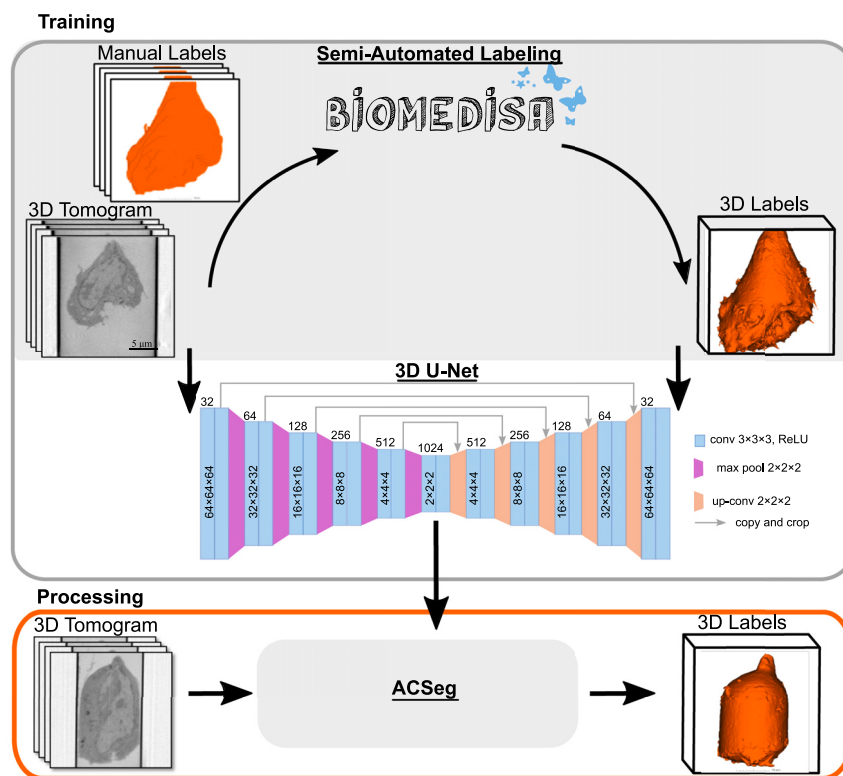 Training
Manual Labels
Semi-Automated Labeling
BIOMEDISA
3D Tomogram
3D Labels
5 μm
3D U-Net
32
64
128
256
512
1024
512
256
128
64
32
64×64×64
32×32×32
16×16×16
8×8×8
4×4×4
2×2×2
4×4×4
8×8×8
16×16×16
32×32×32
64×64×64
conv 3×3×3, ReLU
max pool 2×2×2
up-conv 2×2×2
copy and crop
Processing
3D Tomogram
3D Labels
ACSeg